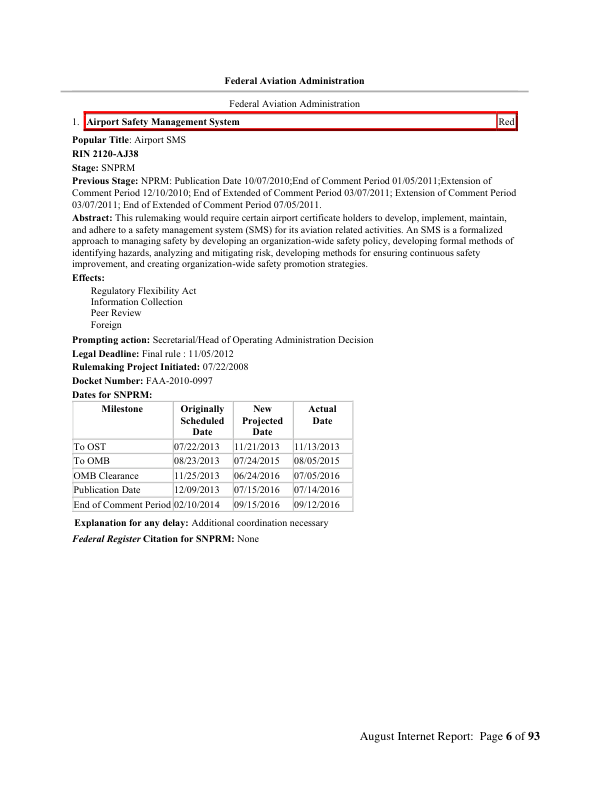 Federal Aviation Administration
Federal Aviation Administration
1. Airport Safety Management System Red
Popular Title: Airport SMS
RIN 2120-AJ38
Stage: SNPRM
Previous Stage: NPRM: Publication Date 10/07/2010;End of Comment Period 01/05/2011;Extension of
Comment Period 12/10/2010; End of Extended of Comment Period 03/07/2011; Extension of Comment Period
03/07/2011; End of Extended of Comment Period 07/05/2011.
Abstract: This rulemaking would require certain airport certificate holders to develop, implement, maintain,
and adhere to a safety management system (SMS) for its aviation related activities. An SMS is a formalized
approach to managing safety by developing an organization-wide safety policy, developing formal methods of
identifying hazards, analyzing and mitigating risk, developing methods for ensuring continuous safety
improvement, and creating organization-wide safety promotion strategies.
Effects:
Regulatory Flexibility Act
Information Collection
Peer Review
Foreign
Prompting action: Secretarial/Head of Operating Administration Decision
Legal Deadline: Final rule : 11/05/2012
Rulemaking Project Initiated: 07/22/2008
Docket Number: FAA-2010-0997
Dates for SNPRM:
Milestone Originally New Actual
Scheduled Projected Date
Date Date
To OST 07/22/2013 11/21/2013 11/13/2013
To OMB 08/23/2013 07/24/2015 08/05/2015
OMB Clearance 11/25/2013 06/24/2016 07/05/2016
Publication Date 12/09/2013 07/15/2016 07/14/2016
End of Comment Period 02/10/2014 09/15/2016 09/12/2016
Explanation for any delay: Additional coordination necessary
Federal Register Citation for SNPRM: None
August Internet Report: Page 6 of 93